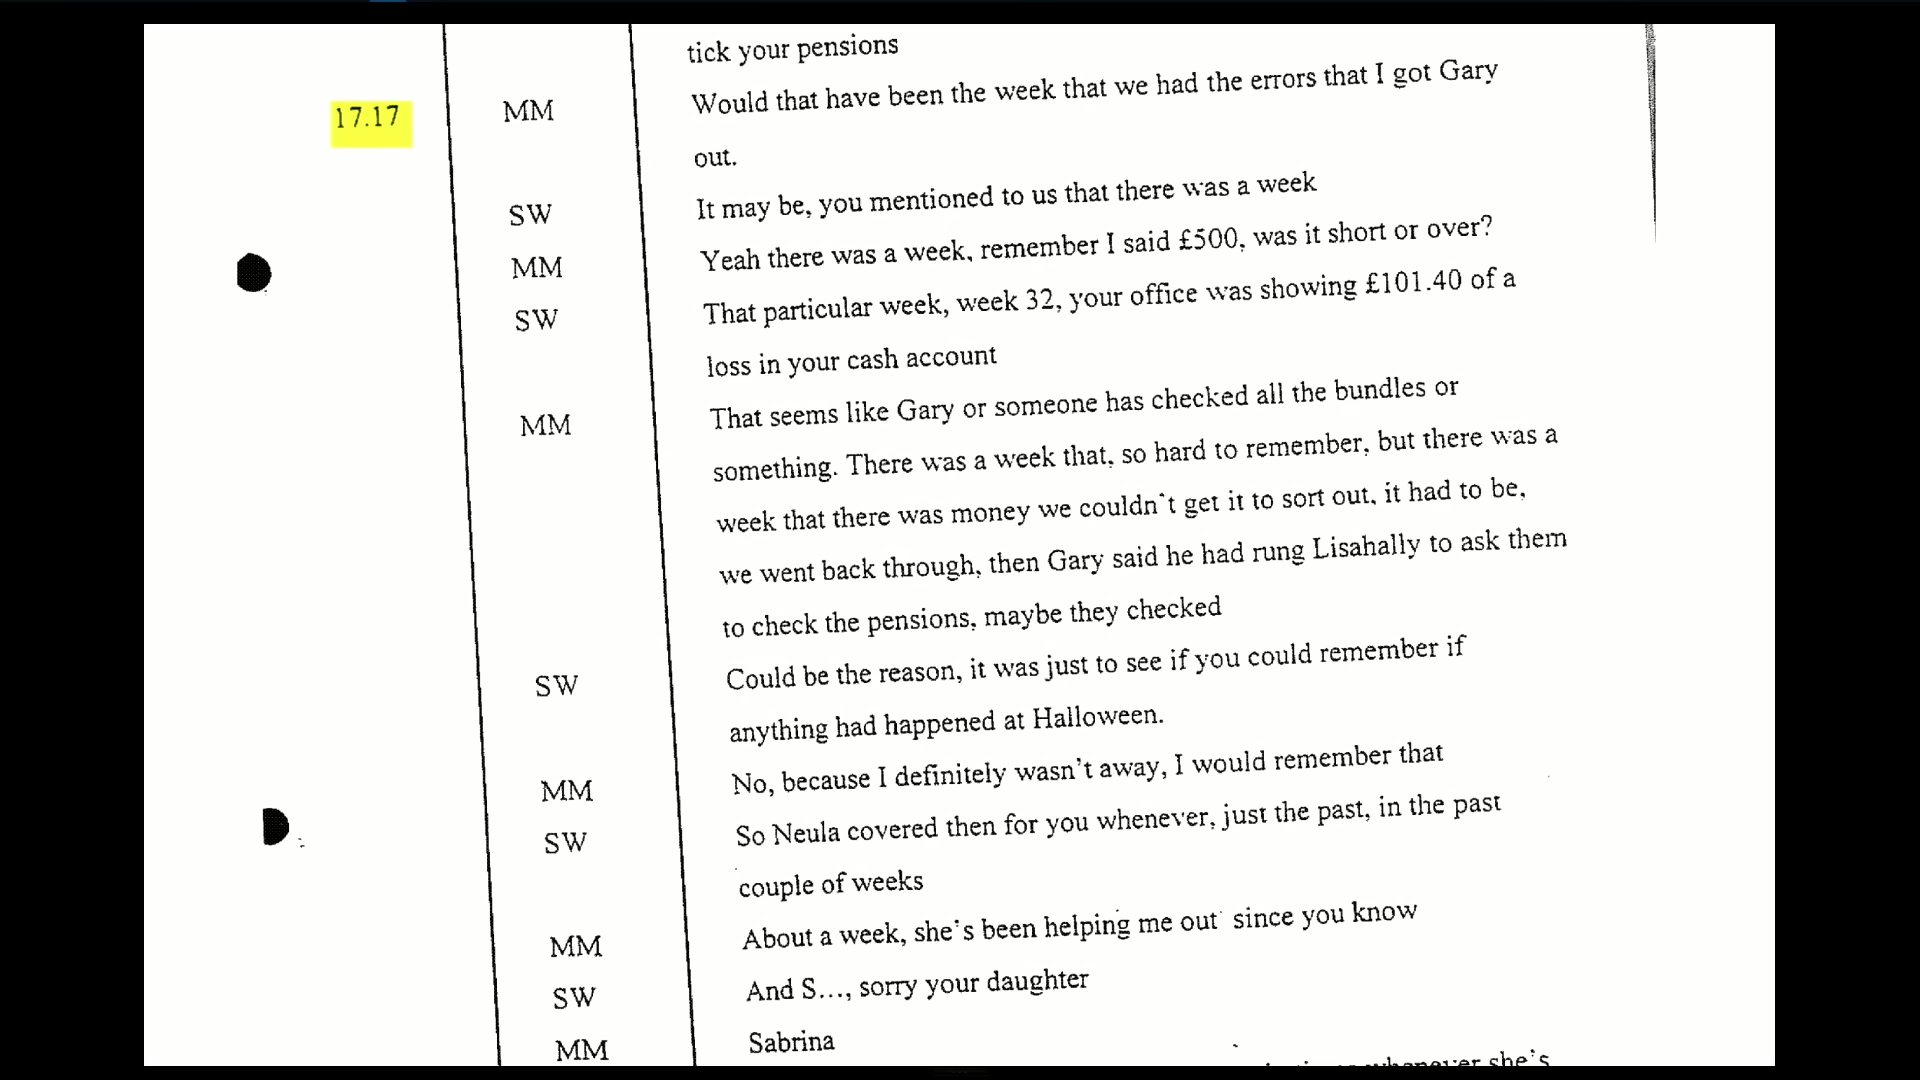 tick your pensions
17.17 MM Would that have been the week that we had the errors that I got Gary
out.
SW It may be, you mentioned to us that there was a week
MM Yeah there was a week, remember I said £500, was it short or over?
SW That particular week, week 32, your office was showing £101.40 of a
loss in your cash account
MM That seems like Gary or someone has checked all the bundles or
something. There was a week that, so hard to remember, but there was a
week that there was money we couldn't get it to sort out, it had to be,
we went back through, then Gary said he had rung Lisahally to ask them
to check the pensions, maybe they checked
SW Could be the reason, it was just to see if you could remember if
anything had happened at Halloween.
MM No, because I definitely wasn't away, I would remember that
SW So Neula covered then for you whenever, just the past, in the past
couple of weeks
MM About a week, she's been helping me out since you know
SW And S..., sorry your daughter
MM Sabrina
whenever she's